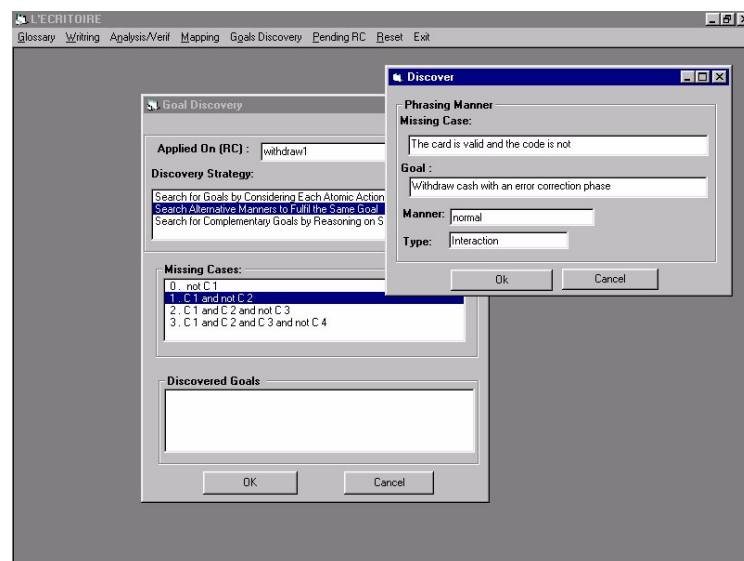 L'ECRITOIRE
Glossary Writring Analysis/Verif Mapping Goals Discovery Pending RC Reset Exit
Discover
Phrasing Manner
Missing Case:
The card is valid and the code is not
Goal :
Withdraw cash with an error correction phase
Manner: normal
Type: Interaction
Ok Cancel
Goal Discovery
Applied On (RC) : withdraw1
Discovery Strategy:
Search for Goals by Considering Each Atomic Action
Search Alternative Manners to Fulfil the Same Goal
Search for Complementary Goals by Reasoning on S
Missing Cases:
0 . not C 1
1 . C 1 and not C 2
2 . C 1 and C 2 and not C 3
3 . C 1 and C 2 and C 3 and not C 4
Discovered Goals
OK Cancel